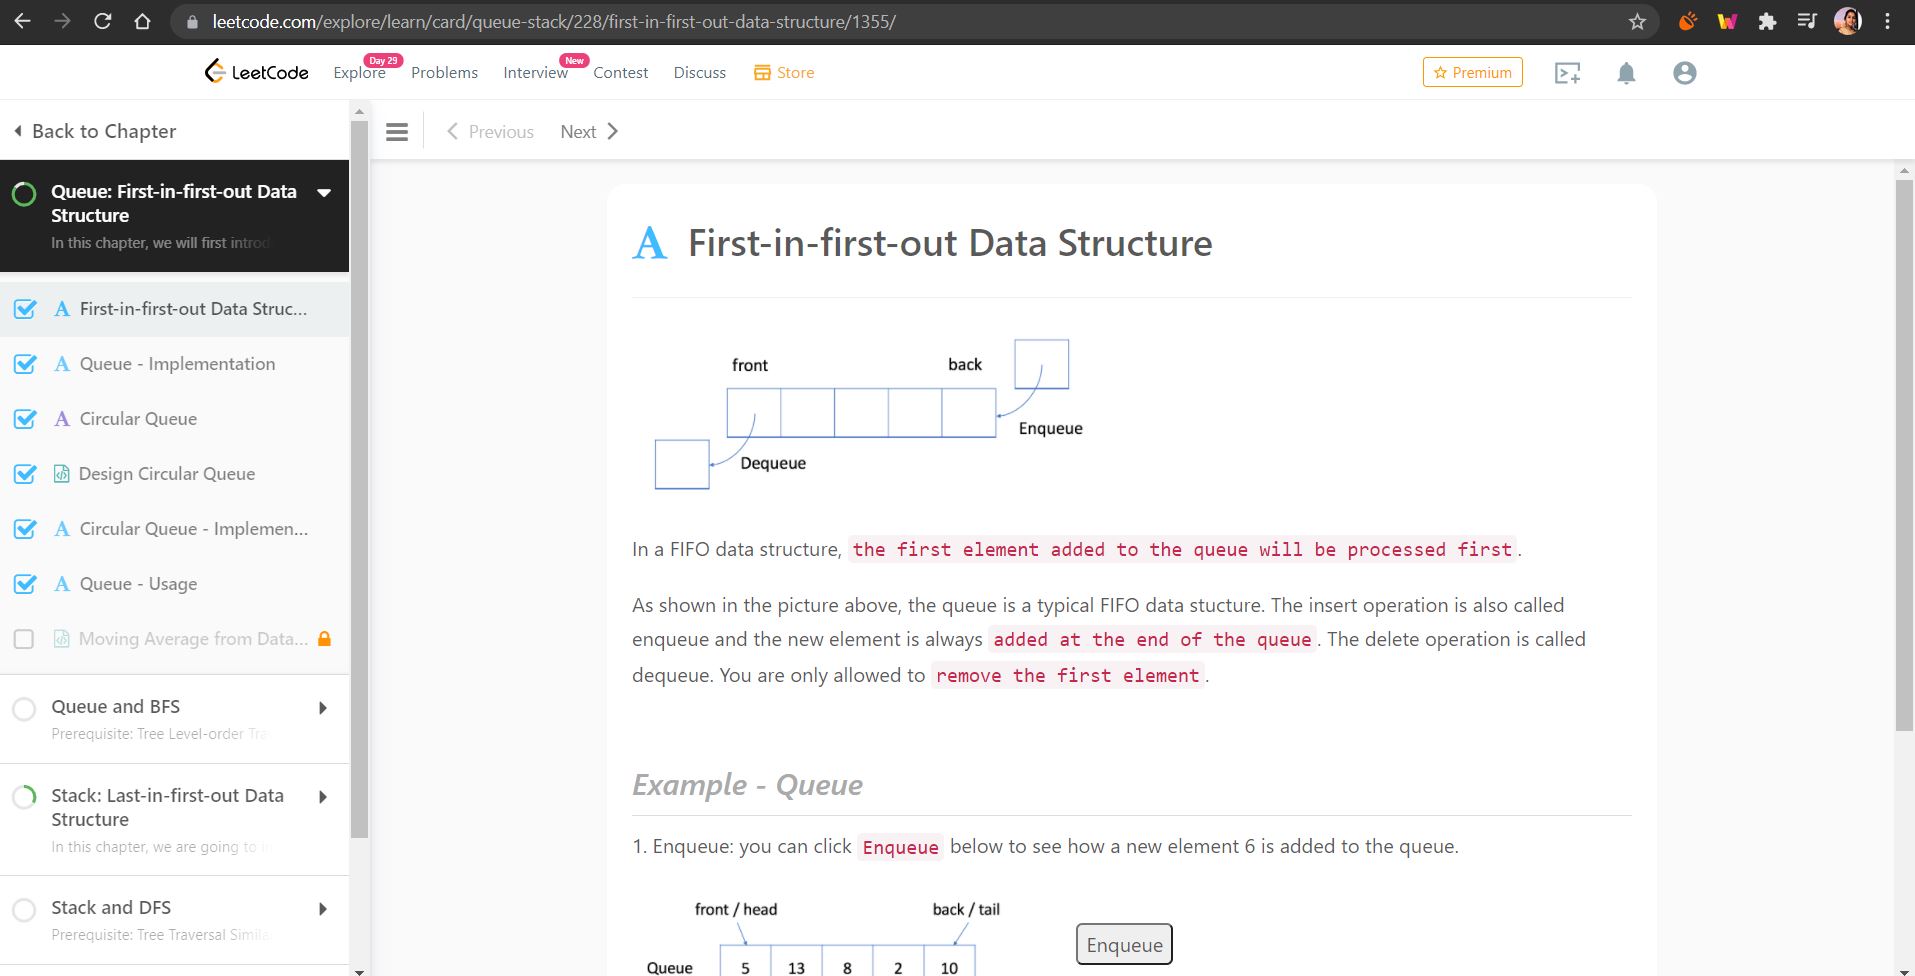 leetcode.com/explore/learn/card/queue-stack/228/first-in-first-out-data-structure/1355/
LeetCode
Explore
Day 29
Problems
Interview
New
Contest
Discuss
Store
Premium
Back to Chapter
Previous
Next
Queue: First-in-first-out Data
Structure
In this chapter, we will first introd
First-in-first-out Data Struc...
Queue - Implementation
Circular Queue
Design Circular Queue
Circular Queue - Implemen...
Queue - Usage
Moving Average from Data...
Queue and BFS
Prerequisite: Tree Level-order Tra
Stack: Last-in-first-out Data
Structure
In this chapter, we are going to
Stack and DFS
Prerequisite: Tree Traversal Simila
A First-in-first-out Data Structure
front
back
Enqueue
Dequeue
In a FIFO data structure, the first element added to the queue will be processed first.
As shown in the picture above, the queue is a typical FIFO data stucture. The insert operation is also called
enqueue and the new element is always added at the end of the queue. The delete operation is called
dequeue. You are only allowed to remove the first element.
Example - Queue
1. Enqueue: you can click Enqueue below to see how a new element 6 is added to the queue.
front / head
back / tail
Enqueue
Queue 5 13 8 2 10